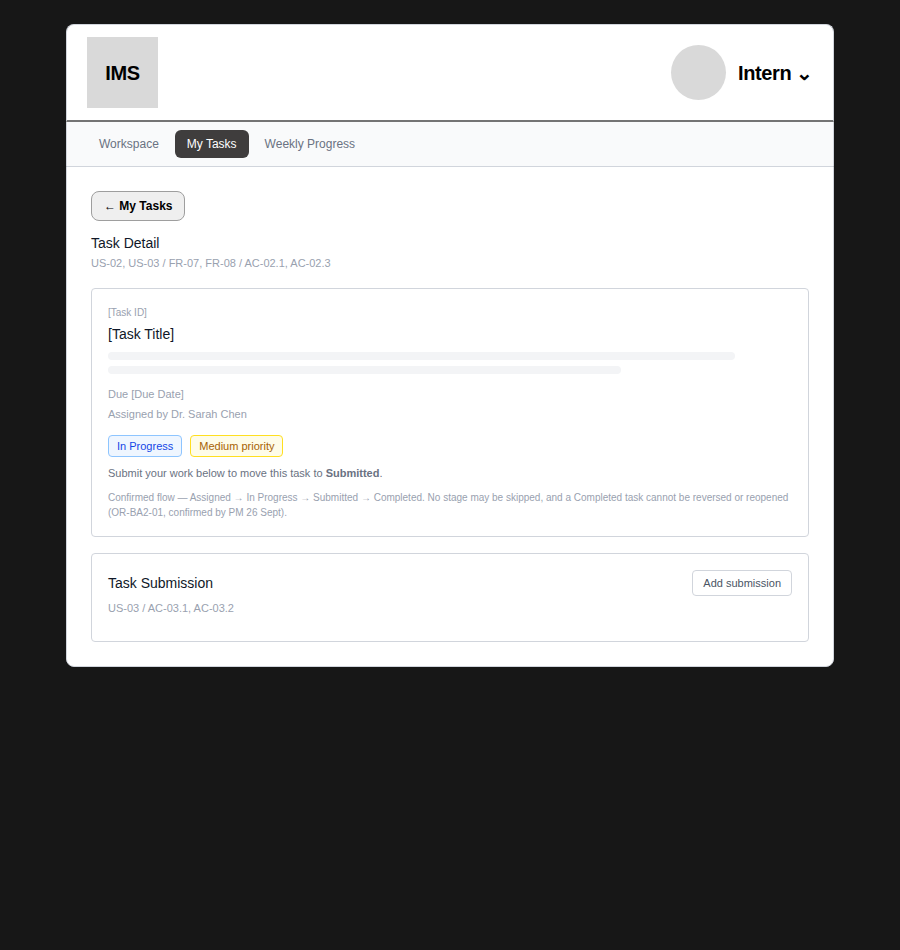 IMS
Intern
Workspace
My Tasks
Weekly Progress
← My Tasks
Task Detail
US-02, US-03 / FR-07, FR-08 / AC-02.1, AC-02.3
[Task ID]
[Task Title]
Due [Due Date]
Assigned by Dr. Sarah Chen
In Progress
Medium priority
Submit your work below to move this task to Submitted.
Confirmed flow — Assigned → In Progress → Submitted → Completed. No stage may be skipped, and a Completed task cannot be reversed or reopened
(OR-BA2-01, confirmed by PM 26 Sept).
Task Submission
Add submission
US-03 / AC-03.1, AC-03.2